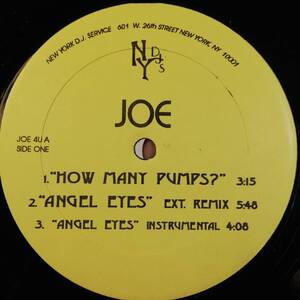 NEW YORK D.J. SERVICE 601 W. 26th STREET NEW YORK, NY 10001
NY DJ'S
JOE
JOE 4U A
SIDE ONE
1. "HOW MANY PUMPS?" 3:15
2. "ANGEL EYES" EXT. REMIX 5:48
3. "ANGEL EYES" INSTRUMENTAL 4:08